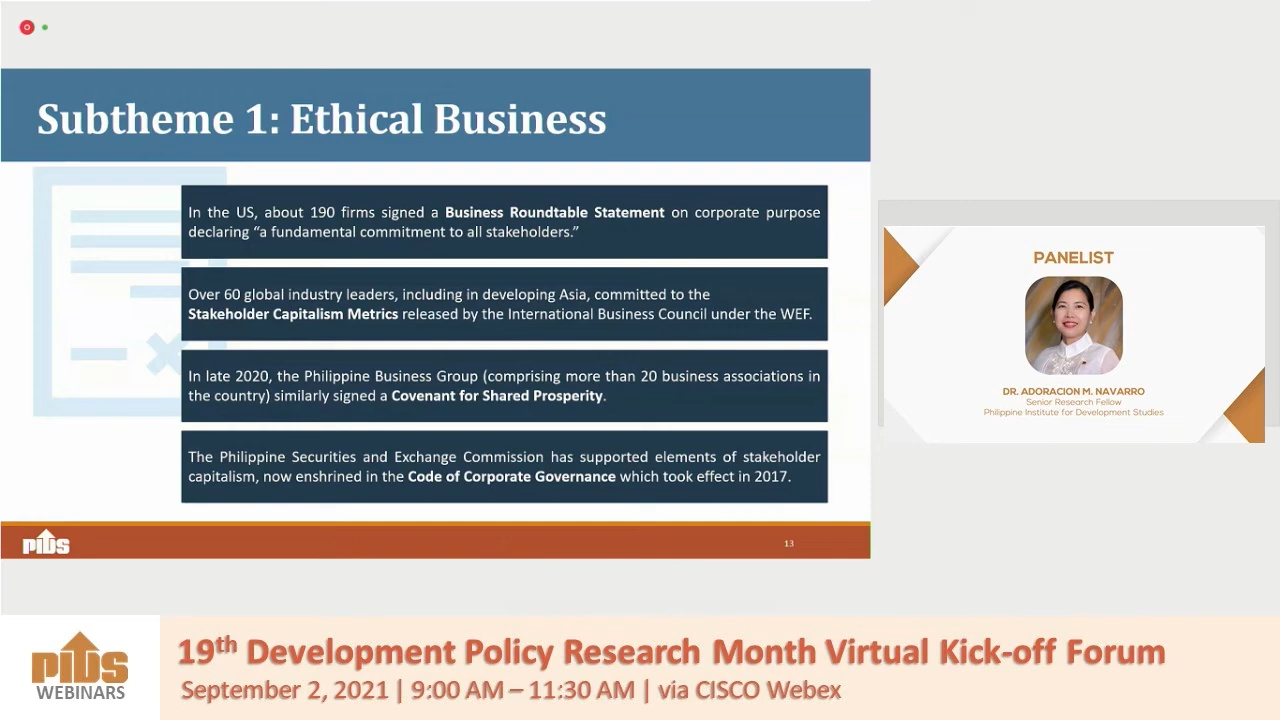 Subtheme 1: Ethical Business
In the US, about 190 firms signed a Business Roundtable Statement on corporate purpose
declaring “a fundamental commitment to all stakeholders.”
Over 60 global industry leaders, including in developing Asia, committed to the
Stakeholder Capitalism Metrics released by the International Business Council under the WEF.
In late 2020, the Philippine Business Group (comprising more than 20 business associations in
the country) similarly signed a Covenant for Shared Prosperity.
The Philippine Securities and Exchange Commission has supported elements of stakeholder
capitalism, now enshrined in the Code of Corporate Governance which took effect in 2017.
PIDS
13
PANELIST
DR. ADORACION M. NAVARRO
Senior Research Fellow
Philippine Institute for Development Studies
PIDS
WEBINARS
19th Development Policy Research Month Virtual Kick-off Forum
September 2, 2021 | 9:00 AM – 11:30 AM | via CISCO Webex